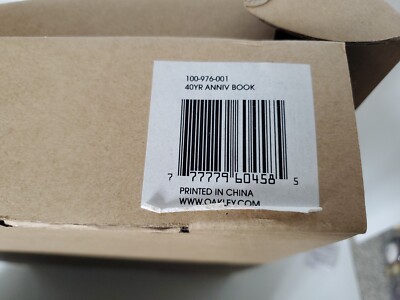 100-976-001
40YR ANNIV BOOK
7 77779 60458 5
PRINTED IN CHINA
WWW.OAKLEY.COM